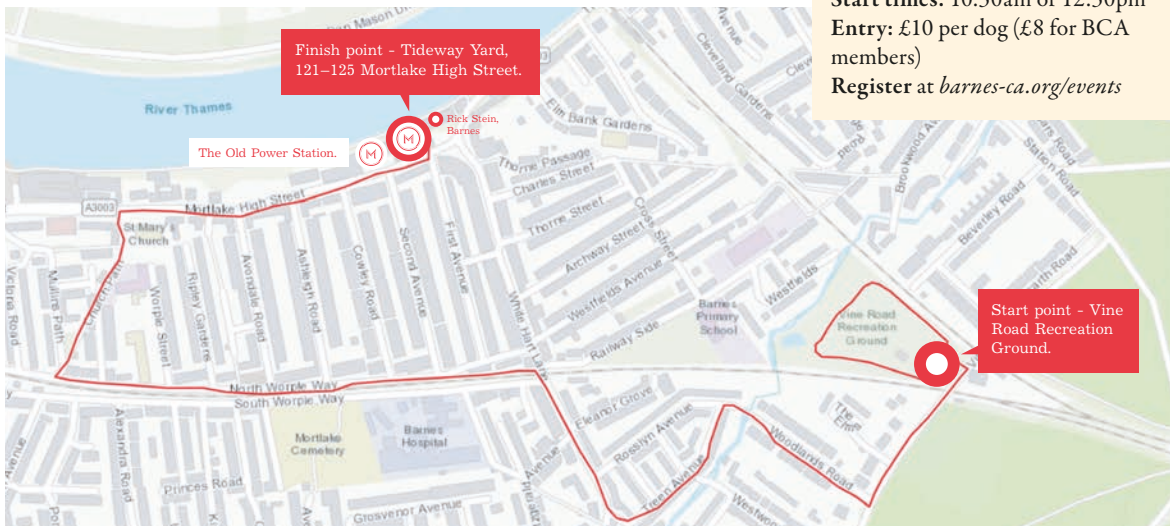 Start times: 10:30am or 12:30pm
Entry: £10 per dog (£8 for BCA
members)
Register at barnes-ca.org/events
Finish point - Tideway Yard,
121–125 Mortlake High Street.
River Thames
Rick Stein,
Barnes
The Old Power Station.
Cleveland Gardens
Elm Bank Gardens
Thorne Passage
Charles Street
Thorne Street
Cross Street
Archway Street
Westfields Avenue
Westfields
Railway Side
White Hart Lane
First Avenue
Second Avenue
Cowley Road
Ashleigh Road
Avondale Road
Ripley Gardens
Worple Street
Church Path
Mullins Path
Victoria Road
A3003
Mortlake High Street
St Mary's
Church
Barnes
Primary
School
Station Road
Beverley Road
Vine Road
Recreation
Ground
Start point - Vine
Road Recreation
Ground.
North Worple Way
South Worple Way
Mortlake
Cemetery
Barnes
Hospital
Alexandra Road
Princes Road
Grosvenor Avenue
Avenue
Eleanor Grove
Rosslyn Avenue
Treen Avenue
Woodlands Road
The Elms